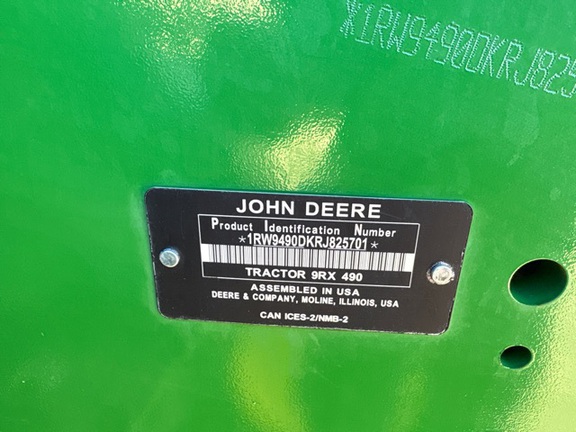 X1RW9490DKRJ825
JOHN DEERE
Product Identification Number
*1RW9490DKRJ825701*
TRACTOR 9RX 490
ASSEMBLED IN USA
DEERE & COMPANY, MOLINE, ILLINOIS, USA
CAN ICES-2/NMB-2